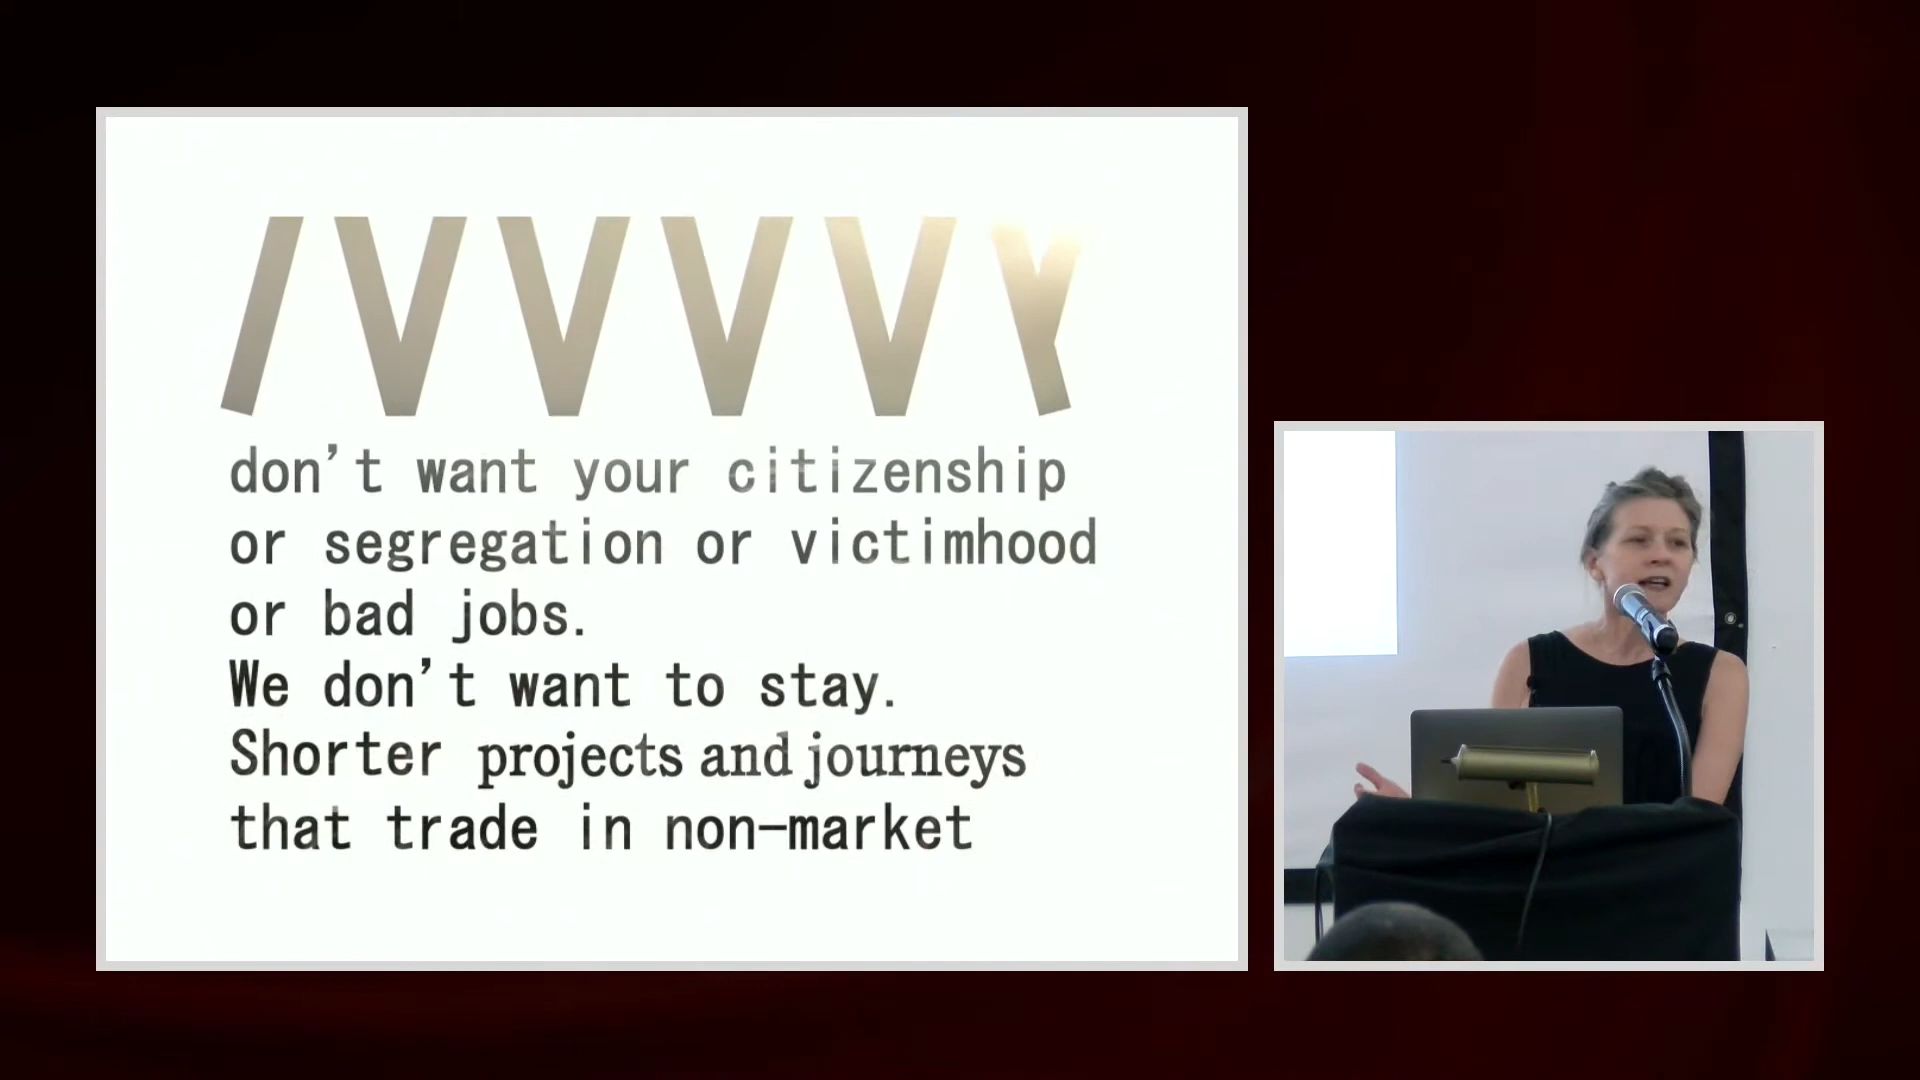 don't want your citizenship
or segregation or victimhood
or bad jobs.
We don't want to stay.
Shorter projects and journeys
that trade in non-market